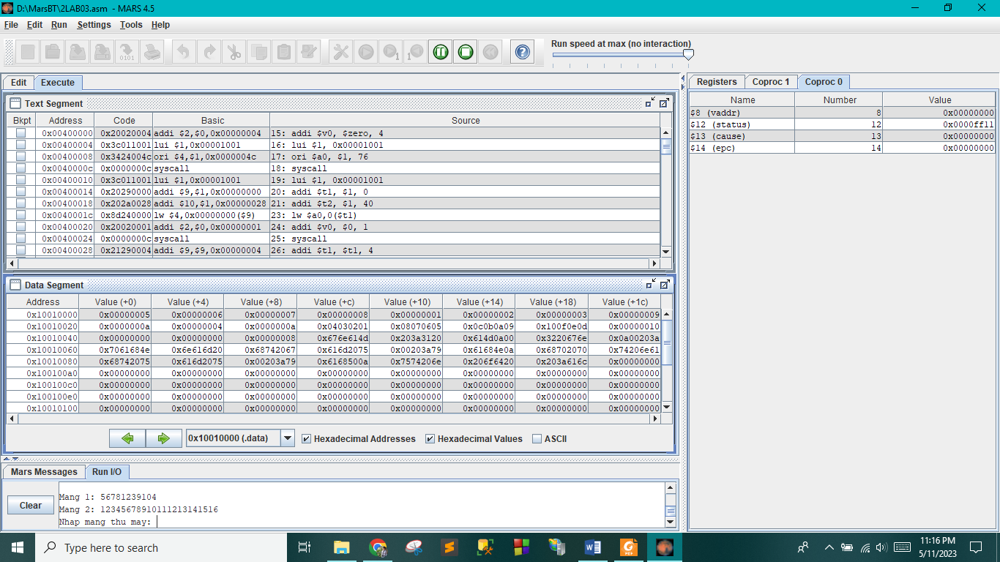 D:\MarsBT\2LAB03.asm - MARS 4.5
File Edit Run Settings Tools Help
Run speed at max (no interaction)
Edit Execute
Text Segment
Bkpt Address Code Basic Source
0x00400000 0x20020004 addi $2,$0,0x00000004 15: addi $v0, $zero, 4
0x00400004 0x3c011001 lui $1,0x00001001 16: lui $1, 0x00001001
0x00400008 0x3424004c ori $4,$1,0x0000004c 17: ori $a0, $1, 76
0x0040000c 0x0000000c syscall 18: syscall
0x00400010 0x3c011001 lui $1,0x00001001 19: lui $1, 0x00001001
0x00400014 0x20290000 addi $9,$1,0x00000000 20: addi $t1, $1, 0
0x00400018 0x202a0028 addi $10,$1,0x00000028 21: addi $t2, $1, 40
0x0040001c 0x8d240000 lw $4,0x00000000($9) 23: lw $a0,0($t1)
0x00400020 0x20020001 addi $2,$0,0x00000001 24: addi $v0, $0, 1
0x00400024 0x0000000c syscall 25: syscall
0x00400028 0x21290004 addi $9,$9,0x00000004 26: addi $t1, $t1, 4
Data Segment
Address Value (+0) Value (+4) Value (+8) Value (+c) Value (+10) Value (+14) Value (+18) Value (+1c)
0x10010000 0x00000005 0x00000006 0x00000007 0x00000008 0x00000001 0x00000002 0x00000003 0x00000009
0x10010020 0x0000000a 0x00000004 0x0000000a 0x04030201 0x08070605 0x0c0b0a09 0x100f0e0d 0x00000010
0x10010040 0x00000000 0x00000000 0x00000008 0x676e614d 0x203a3120 0x614d0a00 0x3220676e 0x0a00203a
0x10010060 0x7061684e 0x6e616d20 0x68742067 0x616d2075 0x00203a79 0x61684e0a 0x68702070 0x74206e61
0x10010080 0x68742075 0x616d2075 0x00203a79 0x6168500a 0x7574206e 0x206f6420 0x203a616c 0x00000000
0x100100a0 0x00000000 0x00000000 0x00000000 0x00000000 0x00000000 0x00000000 0x00000000 0x00000000
0x100100c0 0x00000000 0x00000000 0x00000000 0x00000000 0x00000000 0x00000000 0x00000000 0x00000000
0x100100e0 0x00000000 0x00000000 0x00000000 0x00000000 0x00000000 0x00000000 0x00000000 0x00000000
0x10010100 0x00000000 0x00000000 0x00000000 0x00000000 0x00000000 0x00000000 0x00000000 0x00000000
0x10010000 (.data) Hexadecimal Addresses Hexadecimal Values ASCII
Mars Messages Run I/O
Clear
Mang 1: 56781239104
Mang 2: 12345678910111213141516
Nhap mang thu may:
Registers Coproc 1 Coproc 0
Name Number Value
$8 (vaddr) 8 0x00000000
$12 (status) 12 0x0000ff11
$13 (cause) 13 0x00000000
$14 (epc) 14 0x00000000
Type here to search
11:16 PM
5/11/2023